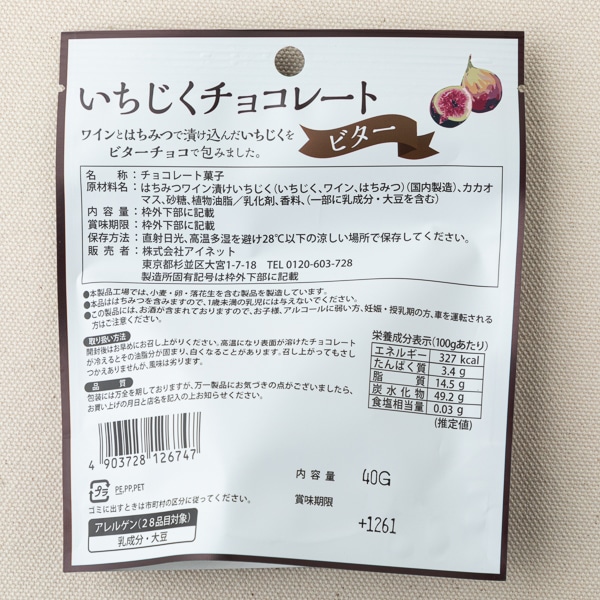 いちじくチョコレート
ワインとはちみつで漬け込んだいちじくを
ビターチョコで包みました。
ビター
名称：チョコレート菓子
原材料名：はちみつワイン漬けいちじく（いちじく、ワイン、はちみつ）（国内製造）、カカオ
マス、砂糖、植物油脂／乳化剤、香料、（一部に乳成分・大豆を含む）
内容量：枠外下部に記載
賞味期限：枠外下部に記載
保存方法：直射日光、高温多湿を避け28℃以下の涼しい場所で保存してください。
販売者：株式会社アイネット
東京都杉並区大宮1-7-18 TEL 0120-603-728
製造所固有記号は枠外下部に記載
●本製品工場では、小麦・卵・落花生を含む製品を製造しています。
●本品ははちみつを含みますので、1歳未満の乳児には与えないでください。
●この製品には、お酒が含まれておりますので、お子様、アルコールに弱い方、妊娠・授乳期の方、車を運転される
方はご注意ください。
取り扱い方法
開封後はお早めにお召し上がりください。高温になり表面が溶けたチョコレート
が冷えるとその油脂分が固まり、白くなることがあります。召し上がってもさし
つかえありませんが、風味は劣ります。
品質
包装には万全を期しておりますが、万一製品にお気づきの点がございましたら、
お買い上げの月日と店名を記入の上お知らせください。
栄養成分表示（100gあたり）
エネルギー 327 kcal
たんぱく質 3.4 g
脂質 14.5 g
炭水化物 49.2 g
食塩相当量 0.03 g
（推定値）
4 903728 126747
プラ PE,PP,PET
ゴミに出すときは市町村の区分に従ってください。
アレルゲン（28品目対象）
乳成分・大豆
内容量 40G
賞味期限
+1261